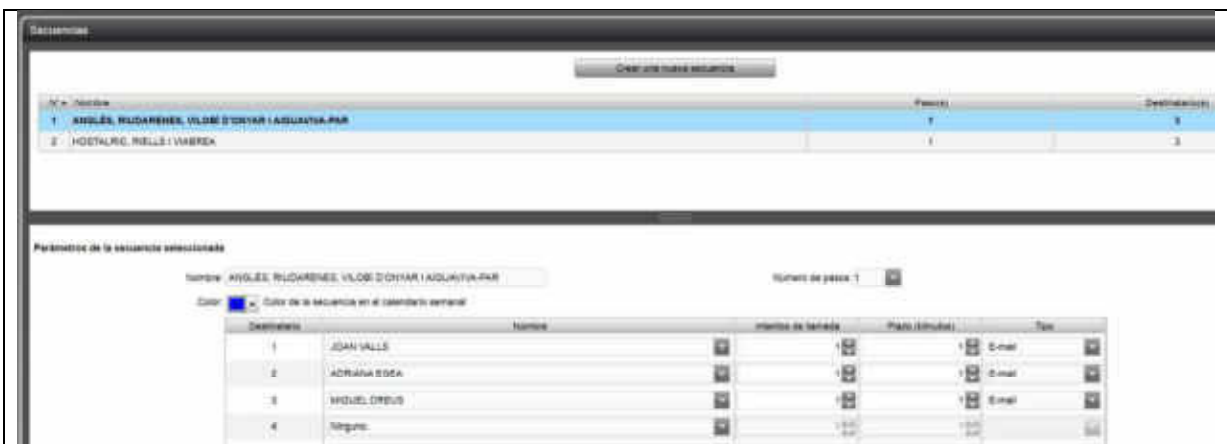 Secuencias
Crear una nueva secuencia
Nº Nombre Paso(s) Destinatario(s)
1 ANGLÈS, RIUDARENES, VILOBÍ D'ONYAR I AIGUAVIVA-PAR 1 3
2 HOSTALRIC, RIELLS I VIABREA 1 3
Parámetros de la secuencia seleccionada
Nombre ANGLÈS, RIUDARENES, VILOBÍ D'ONYAR I AIGUAVIVA-PAR Número de pasos 1
Color Color de la secuencia en el calendario semanal
Destinatario Nombre Intentos de llamada Plazo (Minutos) Tipo
1 JOAN VALLS 1 1 E-mail
2 ADRIANA EGEA 1 1 E-mail
3 MIQUEL DREUS 1 1 E-mail
4 Ninguno